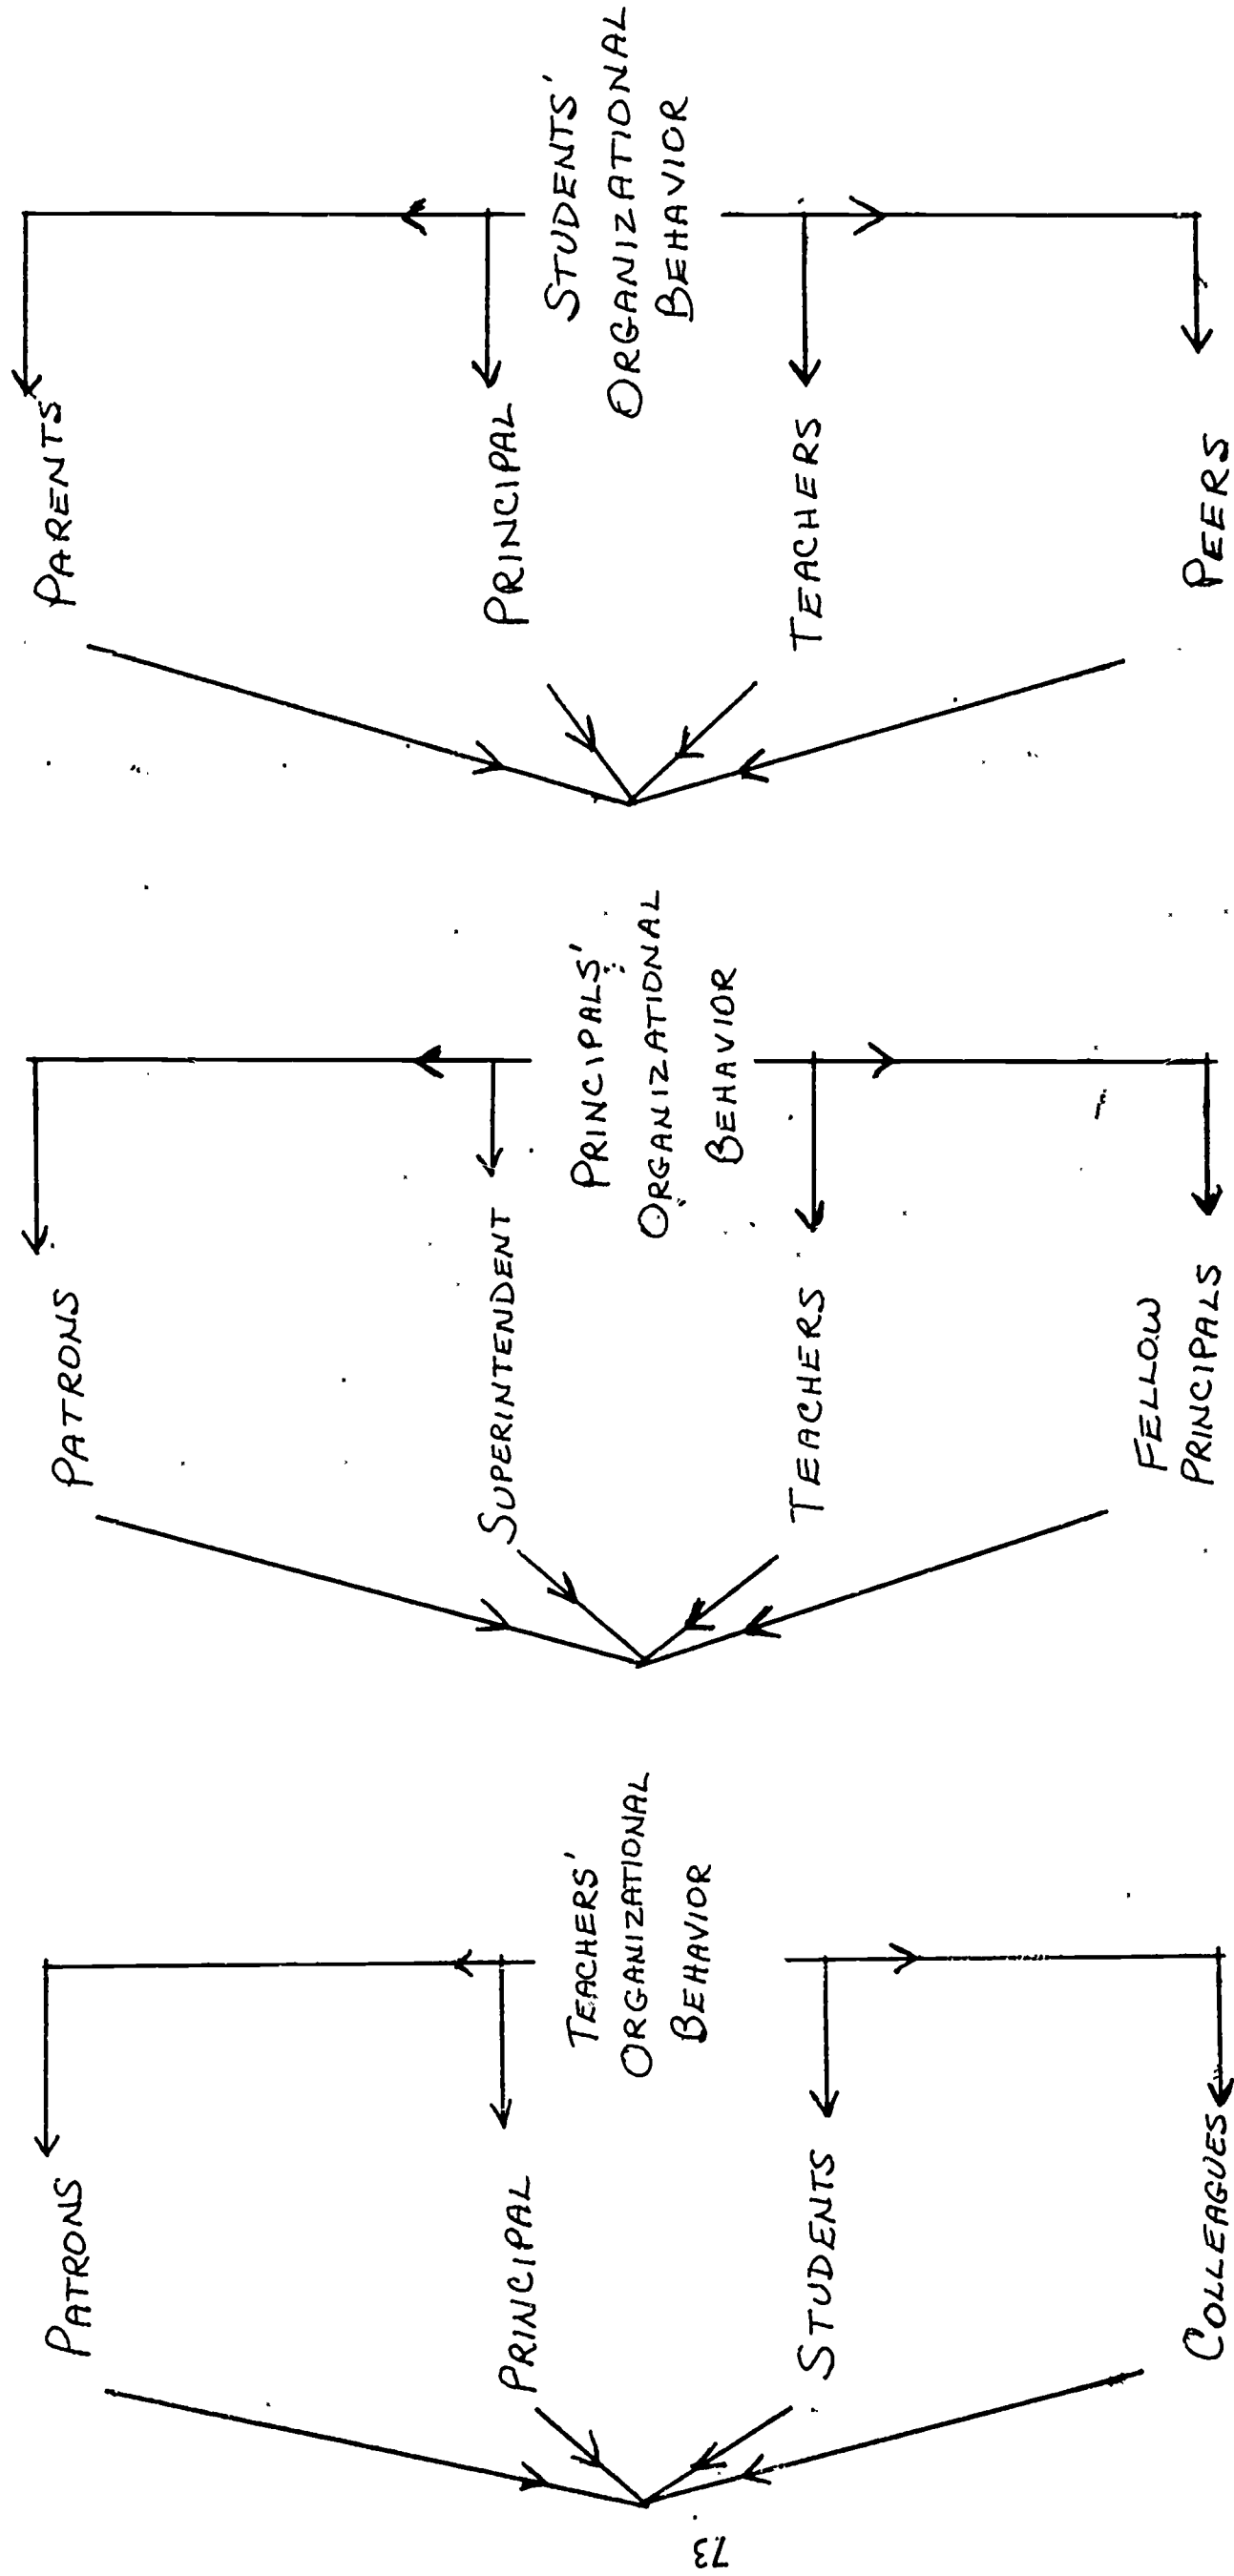 PATRONS
PRINCIPAL
TEACHERS'
ORGANIZATIONAL
BEHAVIOR
STUDENTS
COLLEAGUES
PATRONS
SUPERINTENDENT
PRINCIPALS'
ORGANIZATIONAL
BEHAVIOR
TEACHERS
FELLOW
PRINCIPALS
PARENTS
PRINCIPAL
STUDENTS'
ORGANIZATIONAL
BEHAVIOR
TEACHERS
PEERS
73